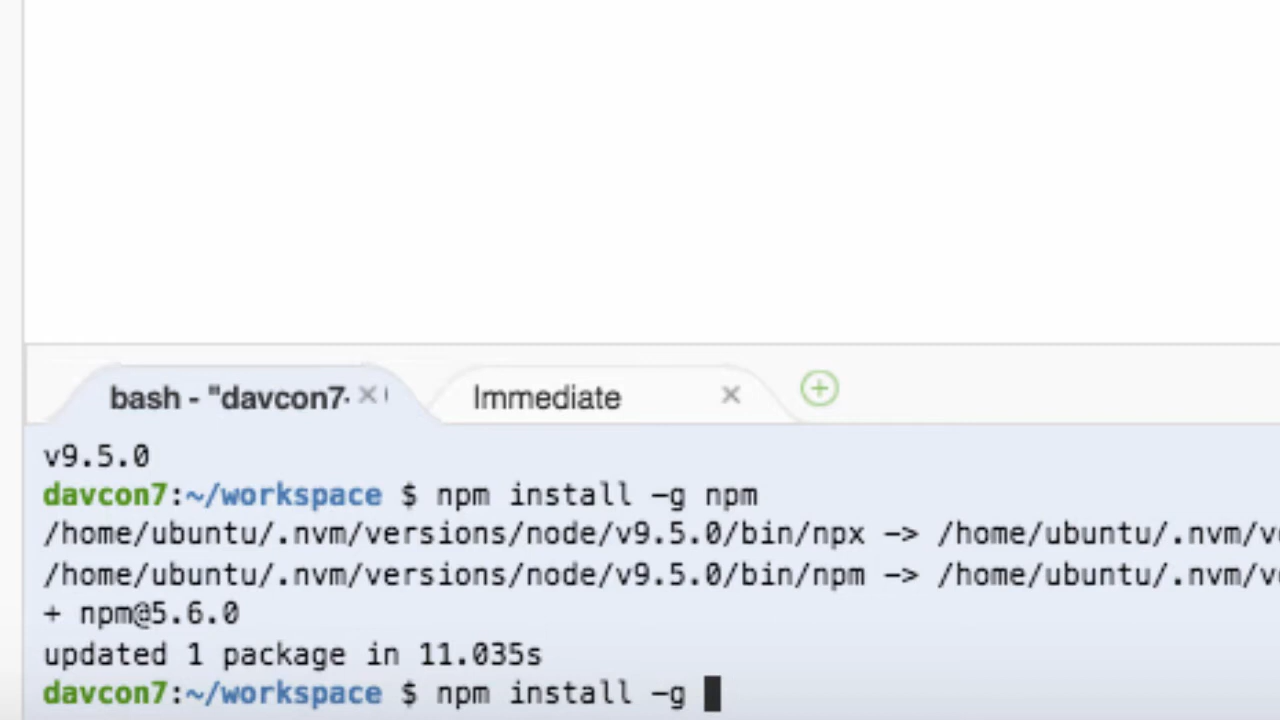 bash - "davcon7-
Immediate
v9.5.0
davcon7:~/workspace $ npm install -g npm
/home/ubuntu/.nvm/versions/node/v9.5.0/bin/npx -> /home/ubuntu/.nvm/v
/home/ubuntu/.nvm/versions/node/v9.5.0/bin/npm -> /home/ubuntu/.nvm/v
+ npm@5.6.0
updated 1 package in 11.035s
davcon7:~/workspace $ npm install -g